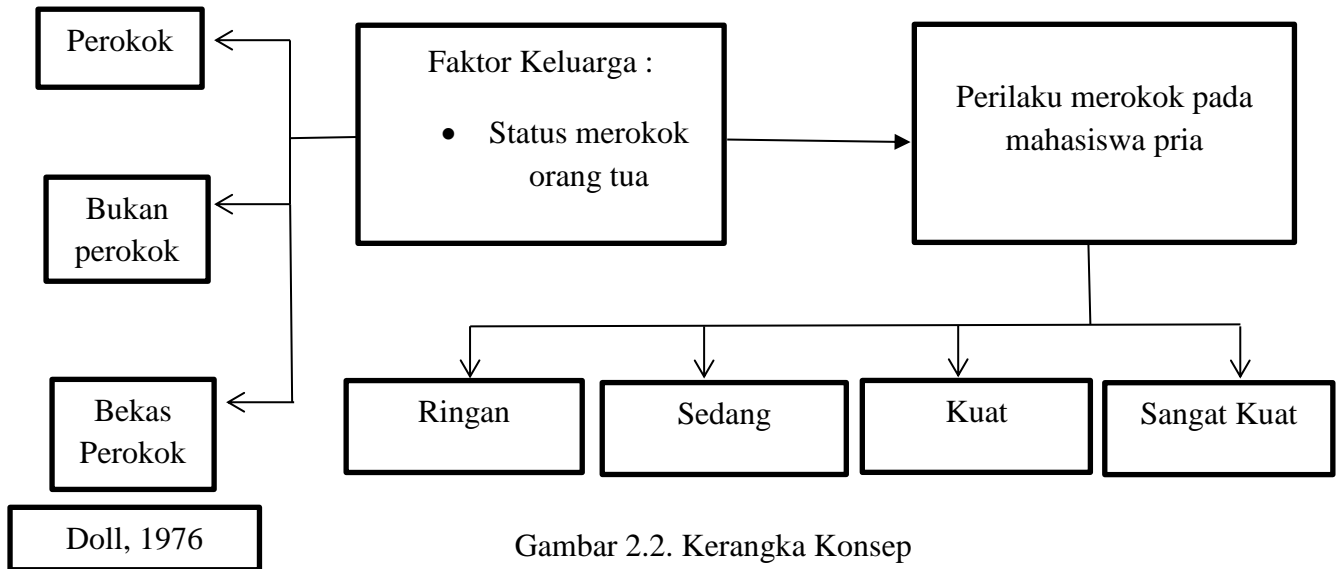 Perokok
Bukan
perokok
Bekas
Perokok
Doll, 1976
Faktor Keluarga :
• Status merokok
orang tua
Perilaku merokok pada
mahasiswa pria
Ringan
Sedang
Kuat
Sangat Kuat
Gambar 2.2. Kerangka Konsep